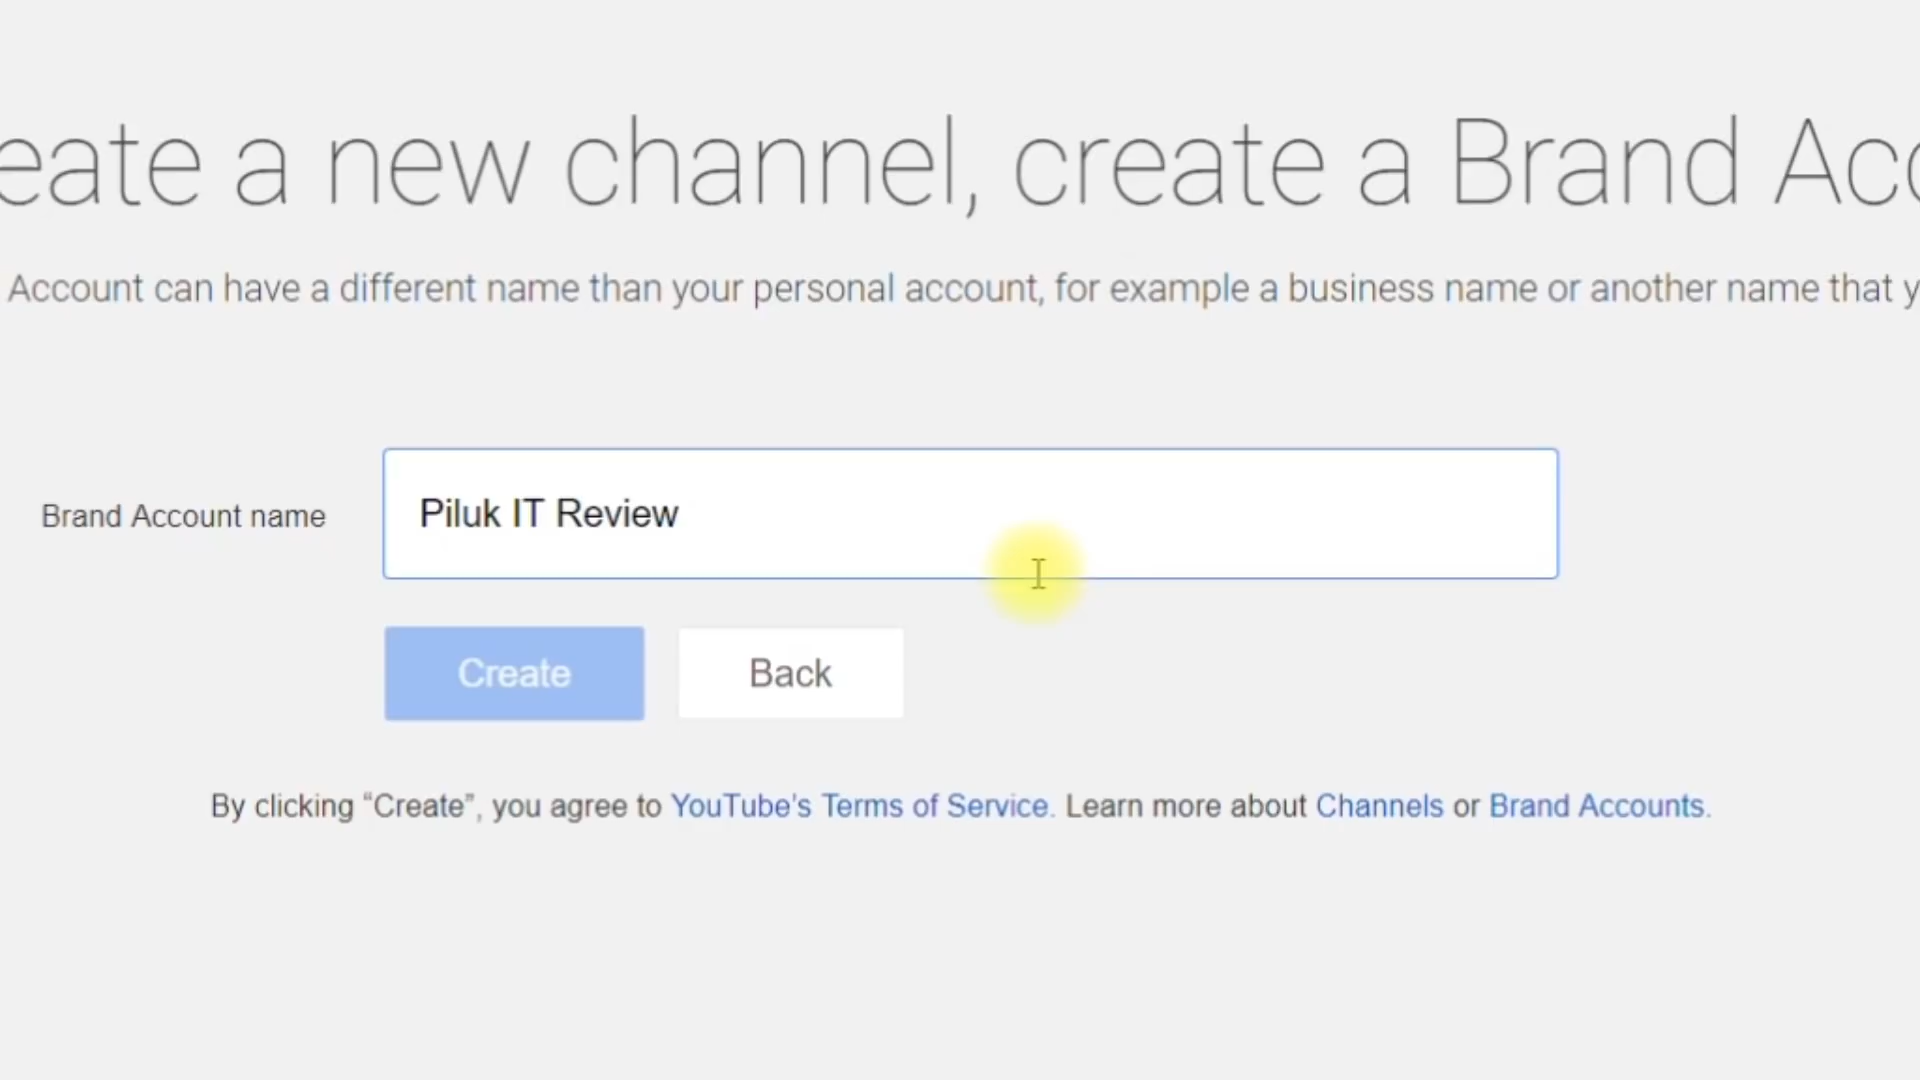 eate a new channel, create a Brand Acc
Account can have a different name than your personal account, for example a business name or another name that y
Brand Account name
Piluk IT Review
Create
Back
By clicking “Create”, you agree to YouTube's Terms of Service. Learn more about Channels or Brand Accounts.